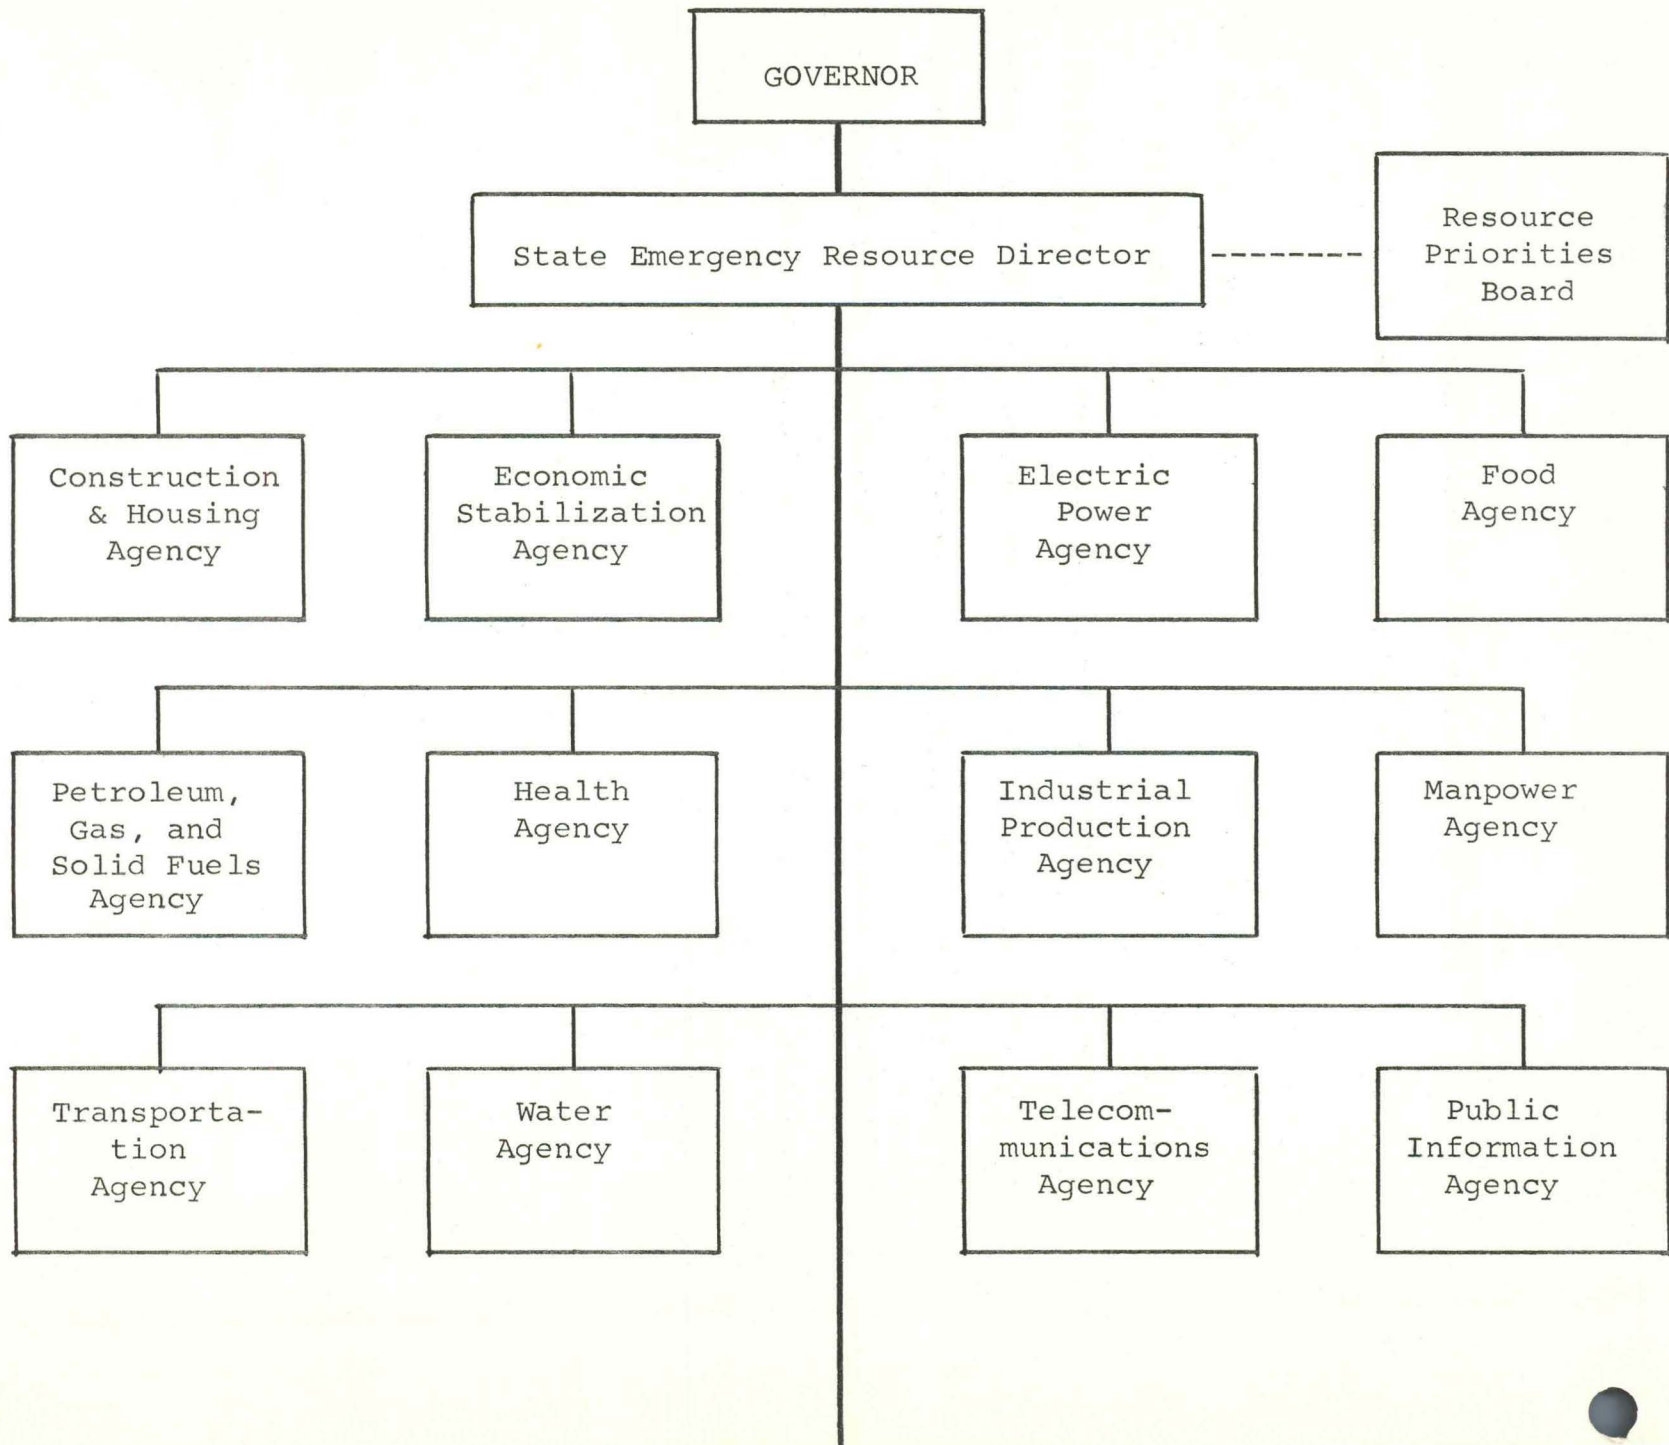 GOVERNOR
State Emergency Resource Director
Resource
Priorities
Board
Construction
& Housing
Agency
Economic
Stabilization
Agency
Electric
Power
Agency
Food
Agency
Petroleum,
Gas, and
Solid Fuels
Agency
Health
Agency
Industrial
Production
Agency
Manpower
Agency
Transporta-
tion
Agency
Water
Agency
Telecom-
munications
Agency
Public
Information
Agency